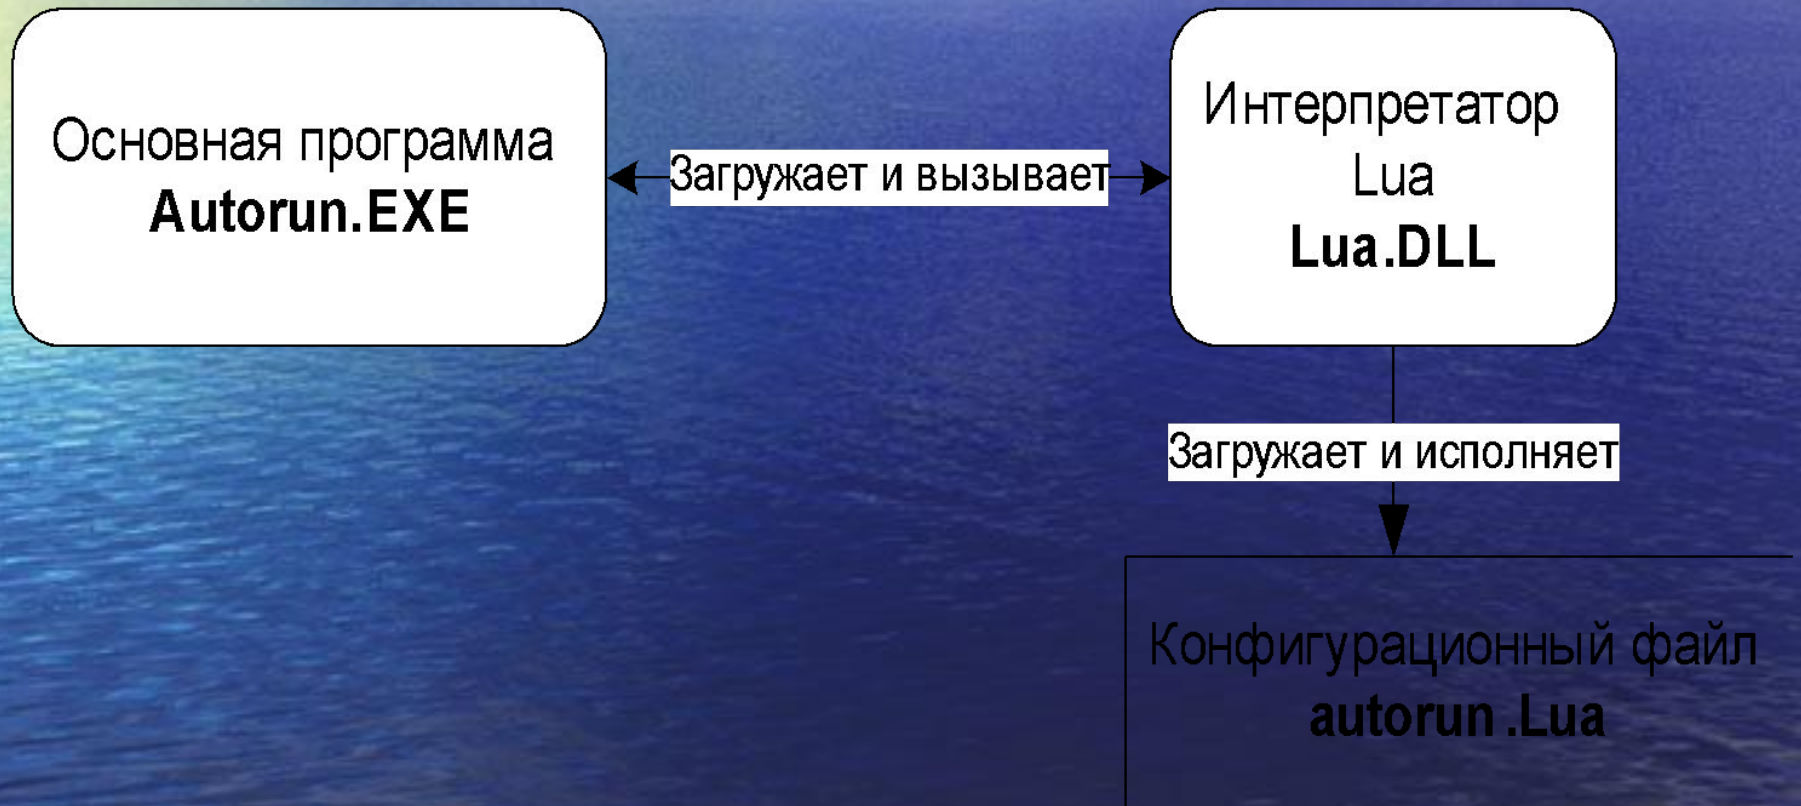 Основная программа
Autorun.EXE
Загружает и вызывает
Интерпретатор
Lua
Lua.DLL
Загружает и исполняет
Конфигурационный файл
autorun.Lua